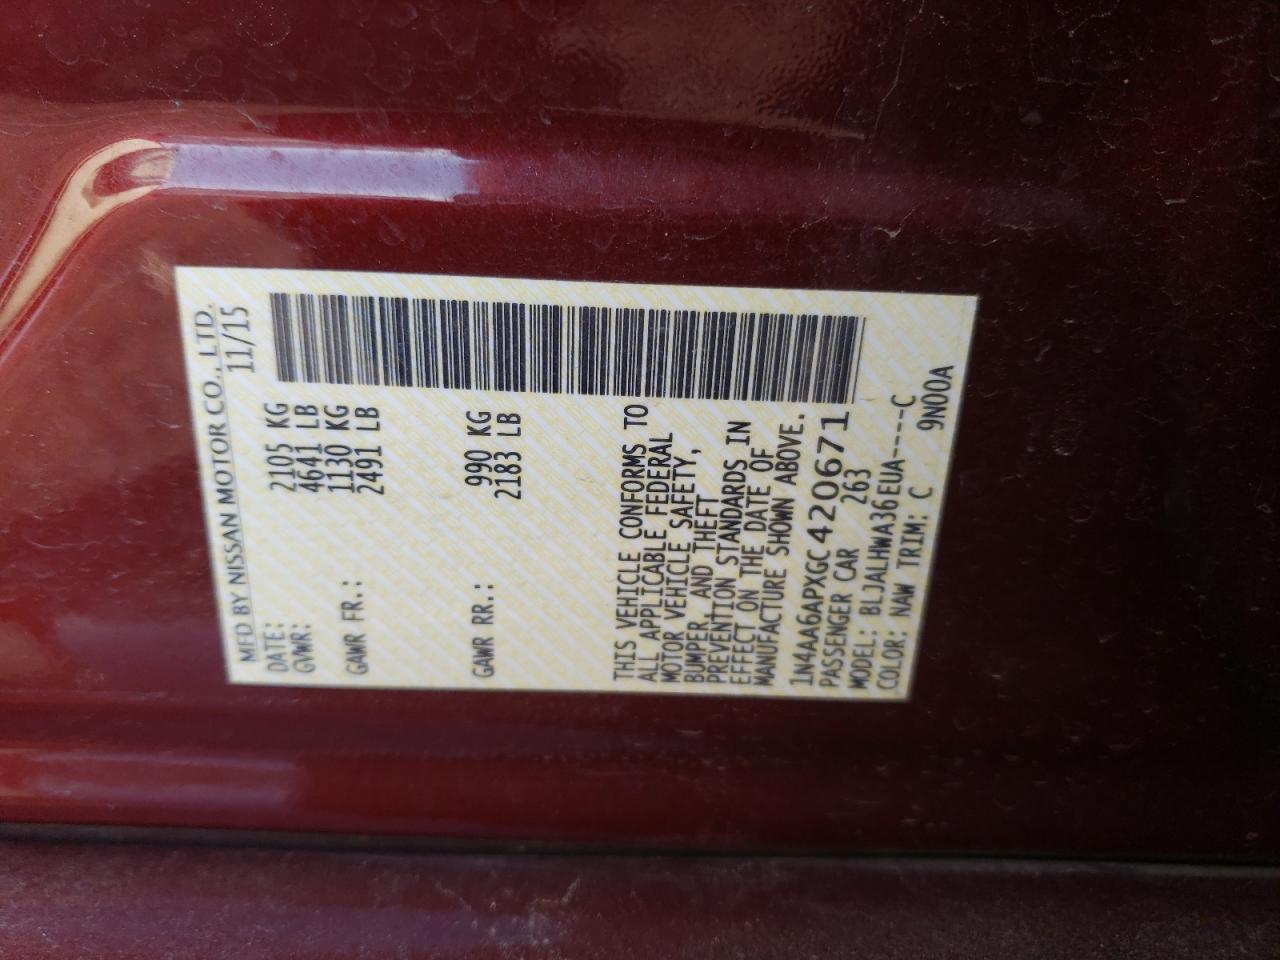 MFD BY NISSAN MOTOR CO., LTD.
DATE: 11/15
GVWR: 2105 KG
4641 LB
GAWR FR.: 1130 KG
2491 LB
GAWR RR.: 990 KG
2183 LB
THIS VEHICLE CONFORMS TO
ALL APPLICABLE FEDERAL
MOTOR VEHICLE SAFETY,
BUMPER, AND THEFT
PREVENTION STANDARDS IN
EFFECT ON THE DATE OF
MANUFACTURE SHOWN ABOVE.
1N4AA6APXGC420671
PASSENGER CAR 263
MODEL: BLJALHWA36EUA----C
COLOR: NAW TRIM: C 9N00A